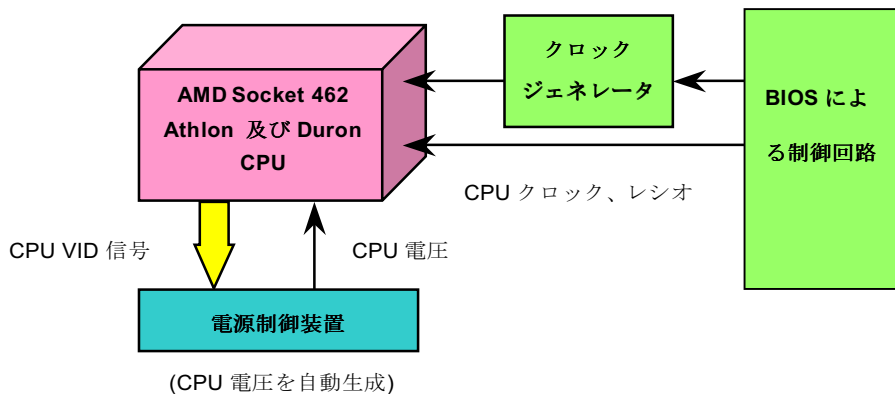 AMD Socket 462
Athlon 及び Duron
CPU
クロック
ジェネレータ
BIOS によ
る制御回路
CPU クロック、レシオ
CPU VID 信号
CPU 電圧
電源制御装置
(CPU 電圧を自動生成)